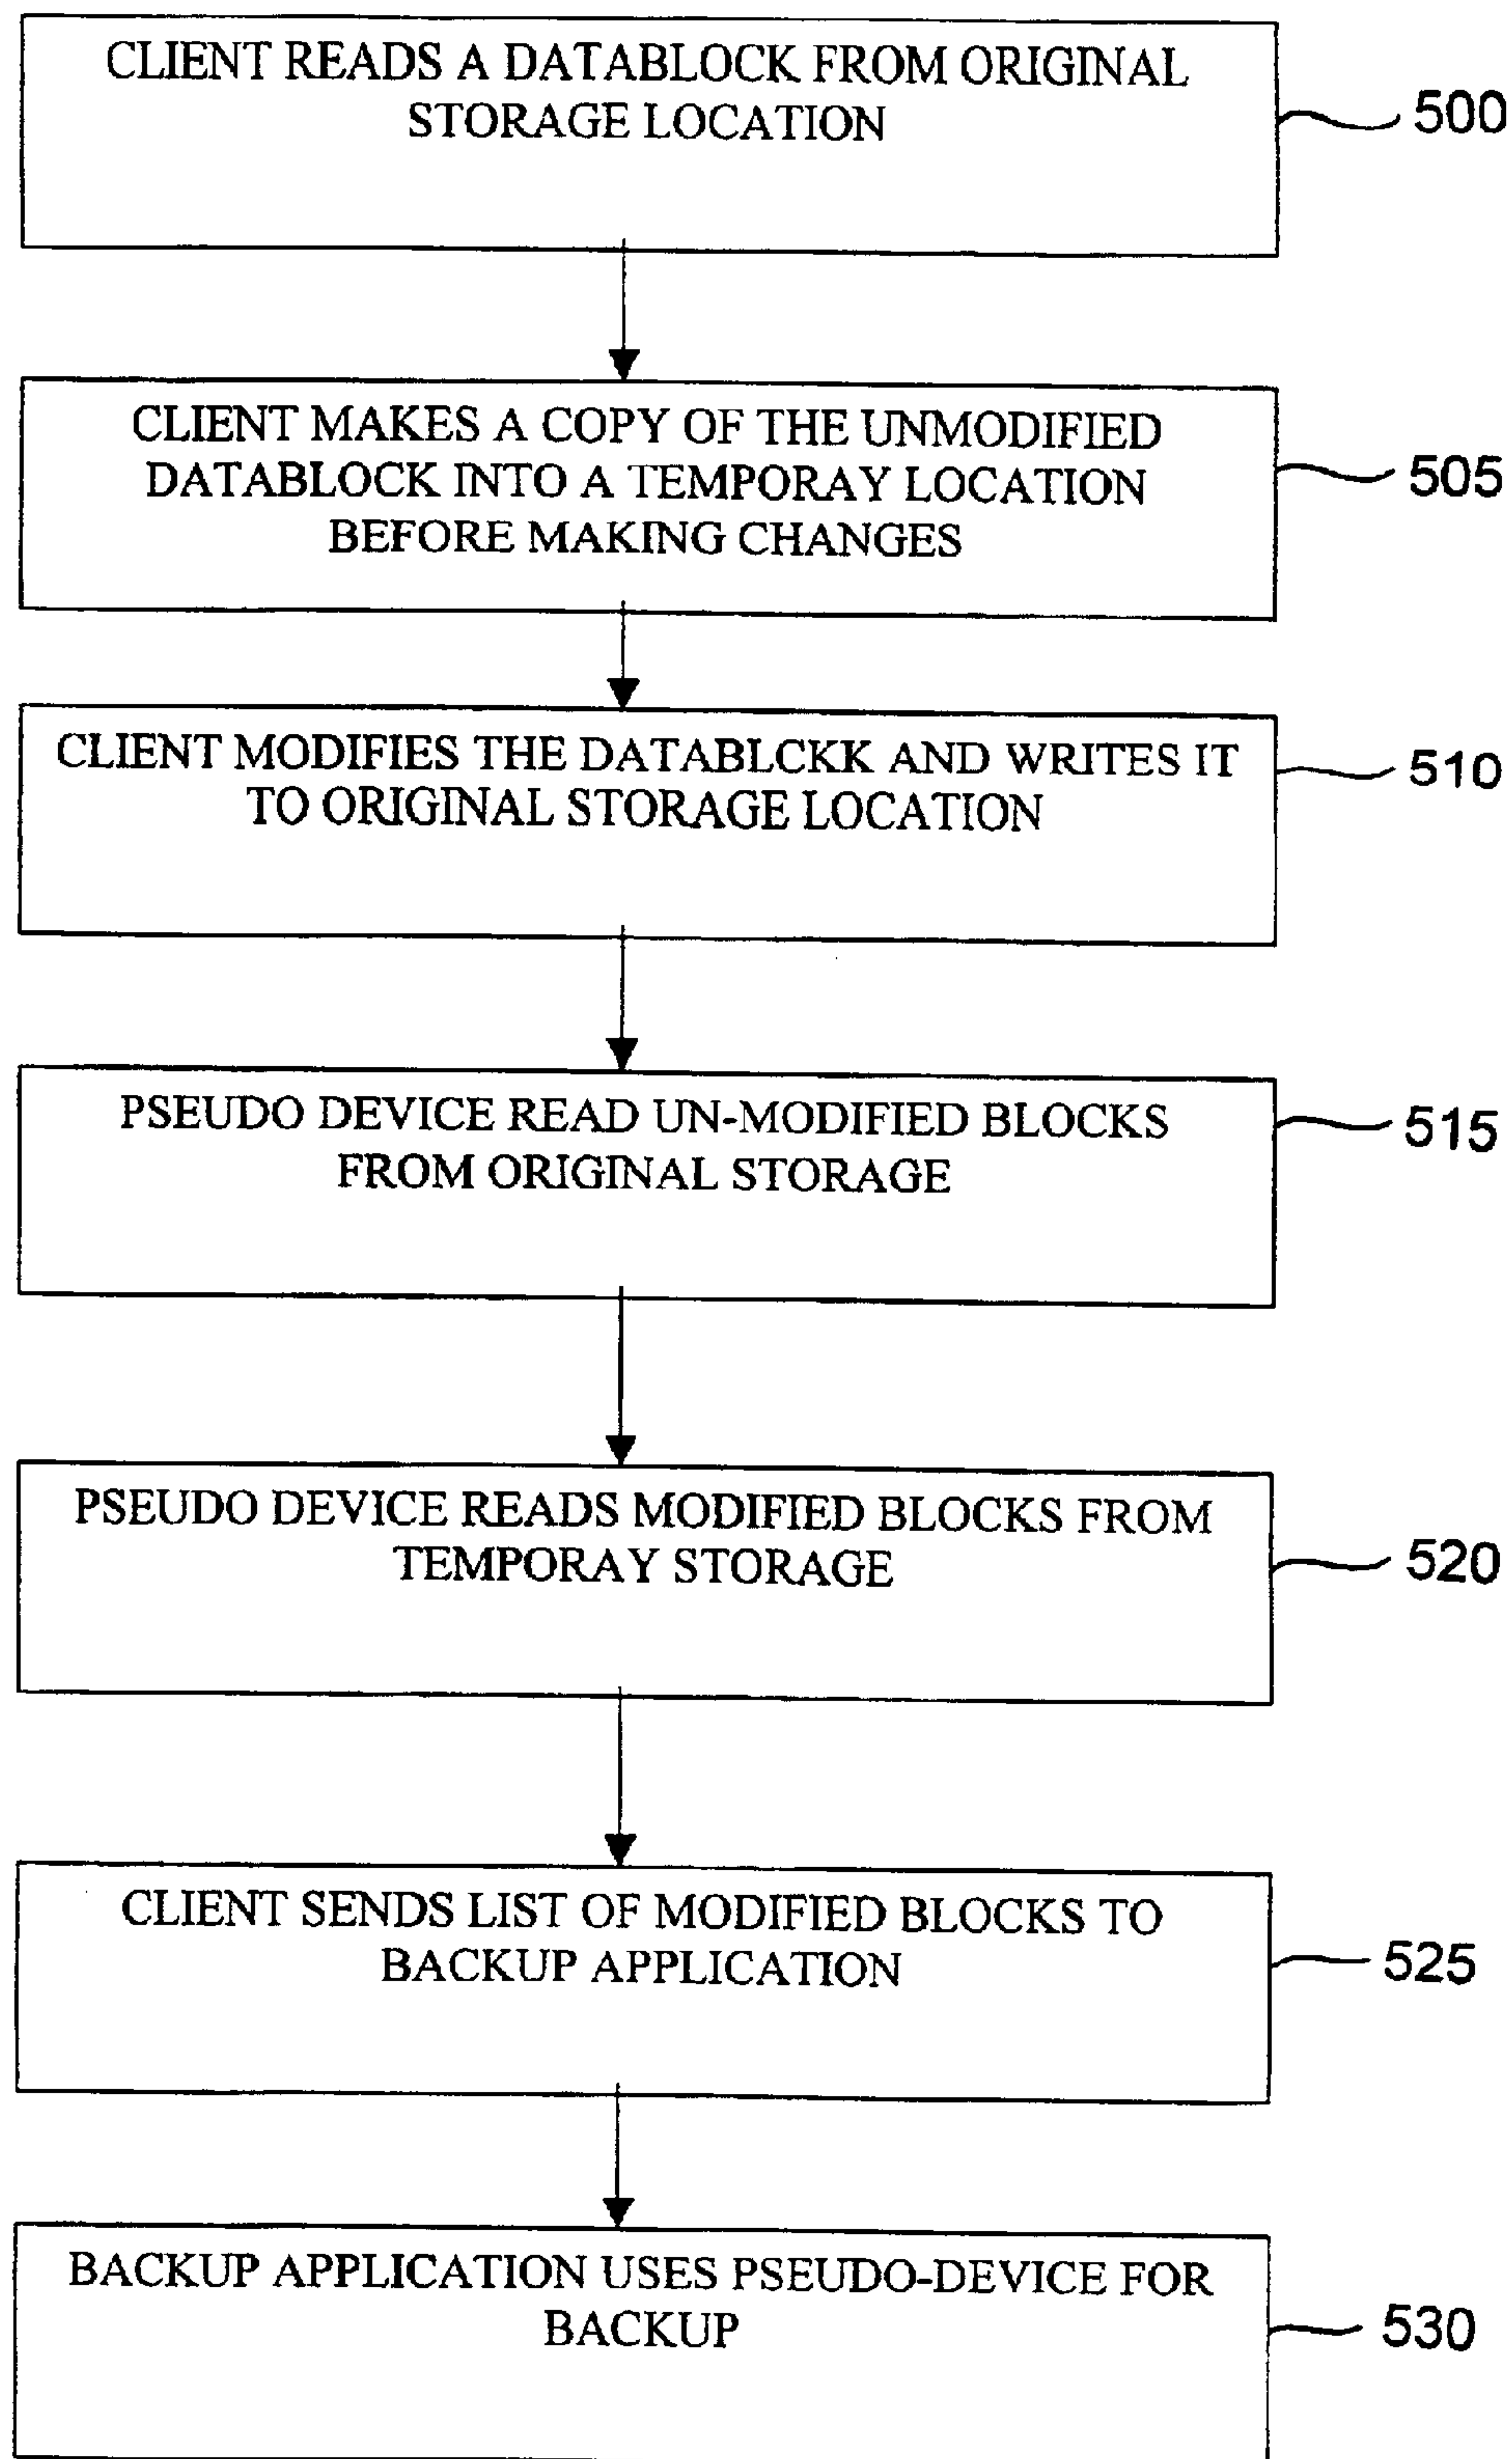 CLIENT READS A DATABLOCK FROM ORIGINAL
STORAGE LOCATION
500
CLIENT MAKES A COPY OF THE UNMODIFIED
DATABLOCK INTO A TEMPORAY LOCATION
BEFORE MAKING CHANGES
505
CLIENT MODIFIES THE DATABLCKK AND WRITES IT
TO ORIGINAL STORAGE LOCATION
510
PSEUDO DEVICE READ UN-MODIFIED BLOCKS
FROM ORIGINAL STORAGE
515
PSEUDO DEVICE READS MODIFIED BLOCKS FROM
TEMPORAY STORAGE
520
CLIENT SENDS LIST OF MODIFIED BLOCKS TO
BACKUP APPLICATION
525
BACKUP APPLICATION USES PSEUDO-DEVICE FOR
BACKUP
530